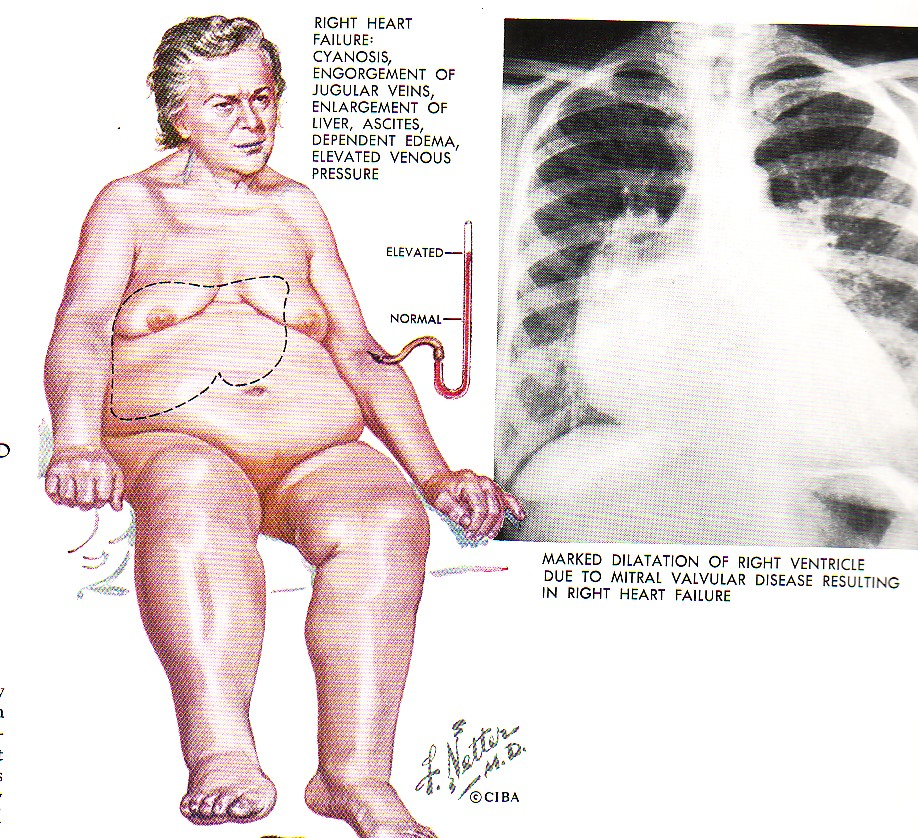 RIGHT HEART
FAILURE:
CYANOSIS,
ENGORGEMENT OF
JUGULAR VEINS,
ENLARGEMENT OF
LIVER, ASCITES,
DEPENDENT EDEMA,
ELEVATED VENOUS
PRESSURE
ELEVATED
NORMAL
MARKED DILATATION OF RIGHT VENTRICLE
DUE TO MITRAL VALVULAR DISEASE RESULTING
IN RIGHT HEART FAILURE
F. Netter
M.D.
© CIBA